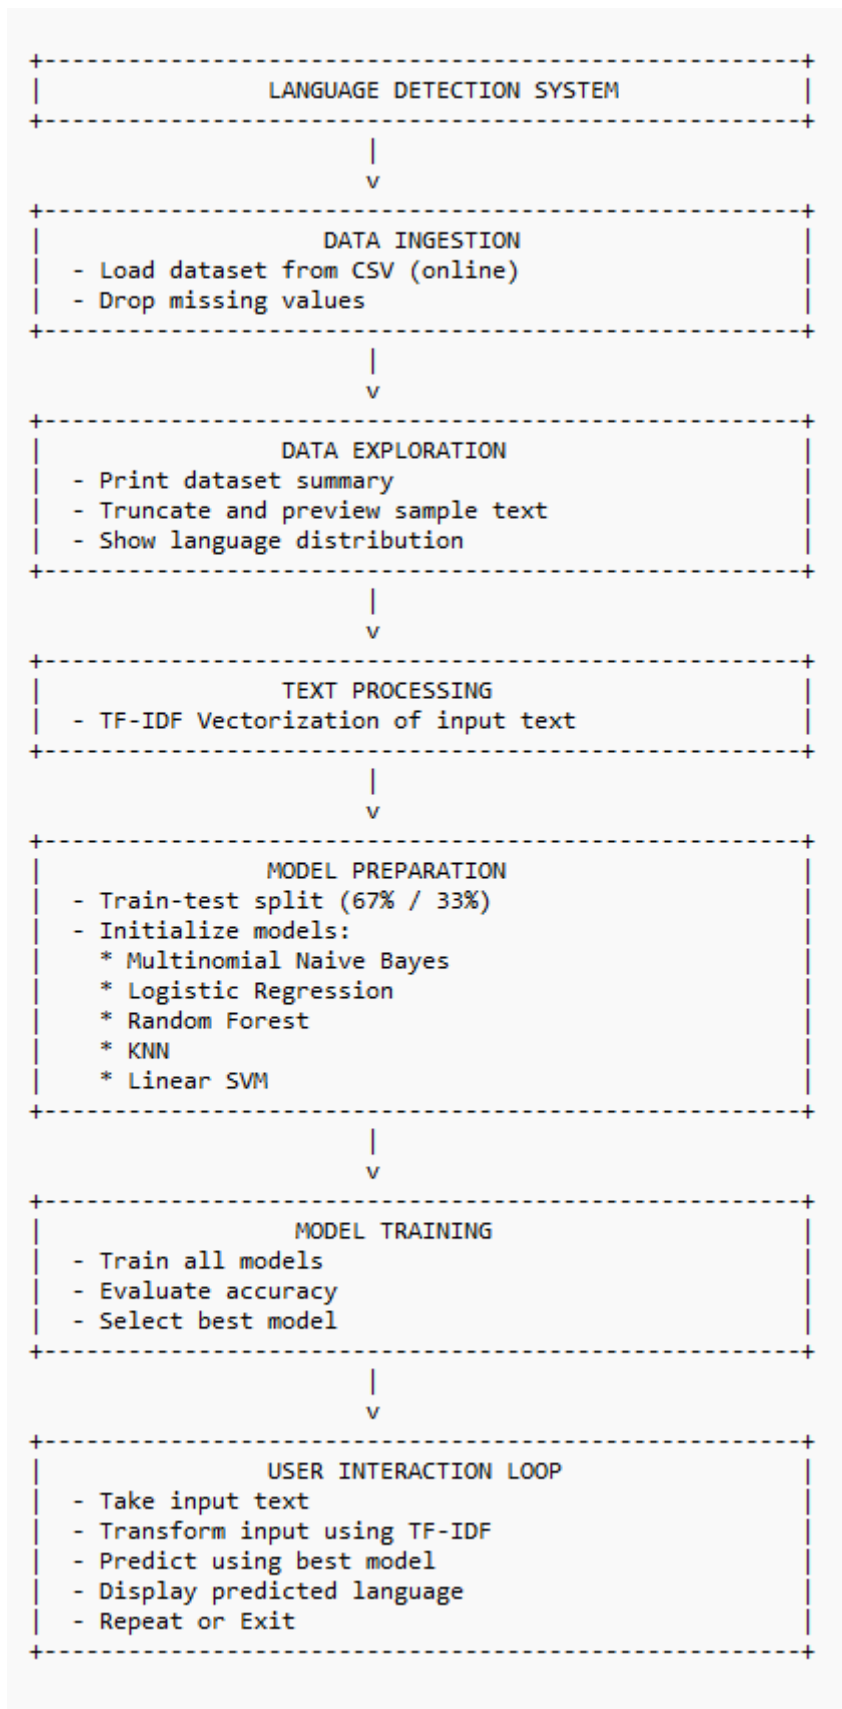 LANGUAGE DETECTION SYSTEM
v
DATA INGESTION
- Load dataset from CSV (online)
- Drop missing values
v
DATA EXPLORATION
- Print dataset summary
- Truncate and preview sample text
- Show language distribution
v
TEXT PROCESSING
- TF-IDF Vectorization of input text
v
MODEL PREPARATION
- Train-test split (67% / 33%)
- Initialize models:
* Multinomial Naive Bayes
* Logistic Regression
* Random Forest
* KNN
* Linear SVM
v
MODEL TRAINING
- Train all models
- Evaluate accuracy
- Select best model
v
USER INTERACTION LOOP
- Take input text
- Transform input using TF-IDF
- Predict using best model
- Display predicted language
- Repeat or Exit